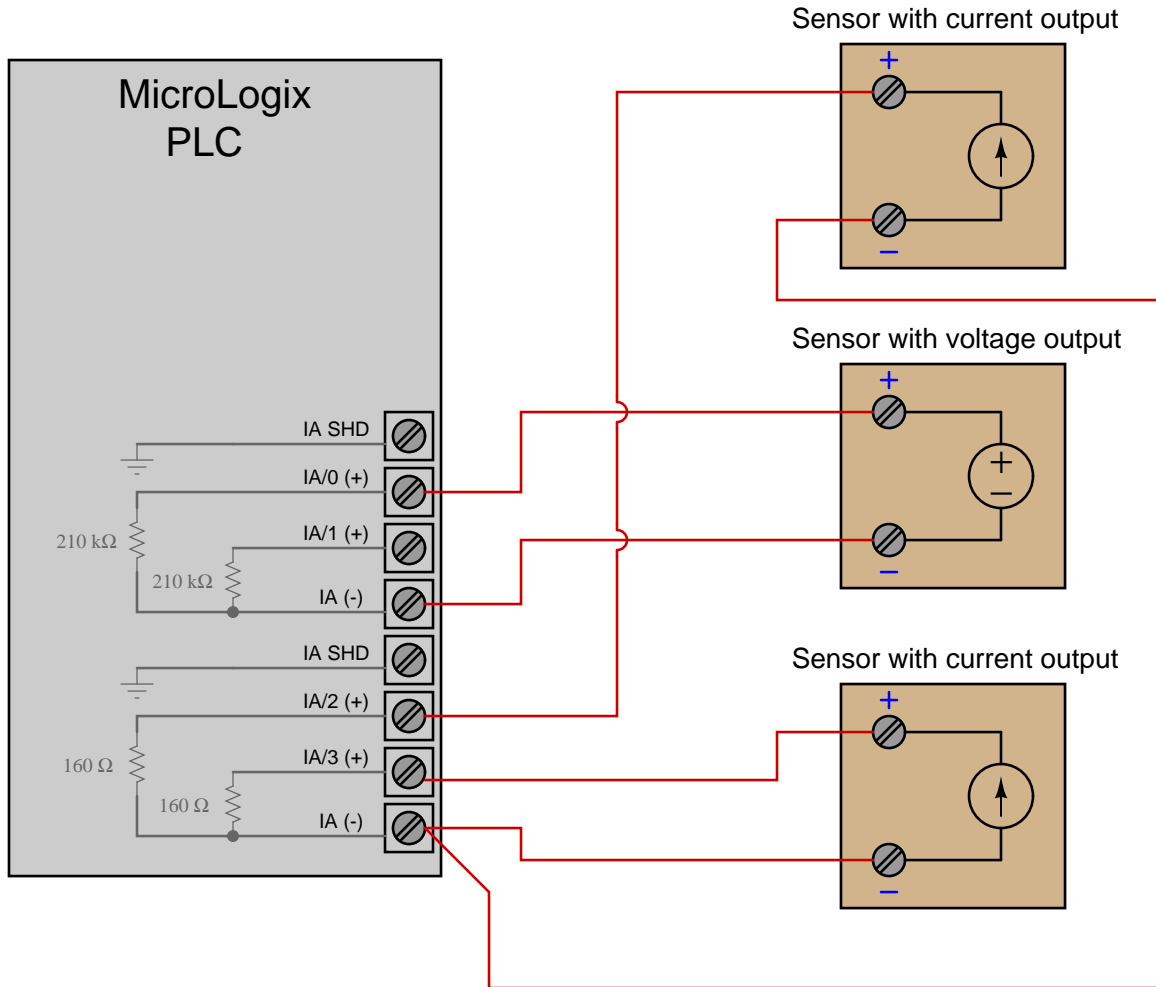 MicroLogix
PLC
IA SHD
IA/0 (+)
210 kΩ
IA/1 (+)
210 kΩ
IA (-)
IA SHD
IA/2 (+)
160 Ω
IA/3 (+)
160 Ω
IA (-)
Sensor with current output
+
−
Sensor with voltage output
+
+
−
−
Sensor with current output
+
−